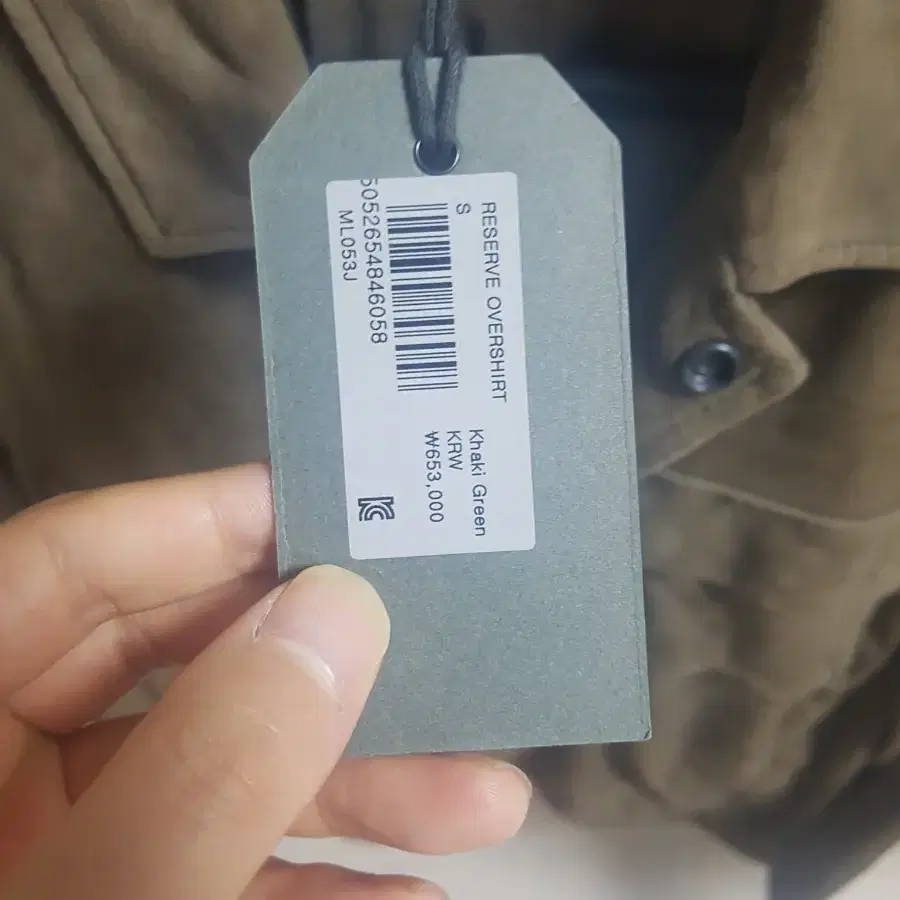 RESERVE OVERSHIRT
S
Khaki Green
KRW
₩653,000
5052654846058
ML053J